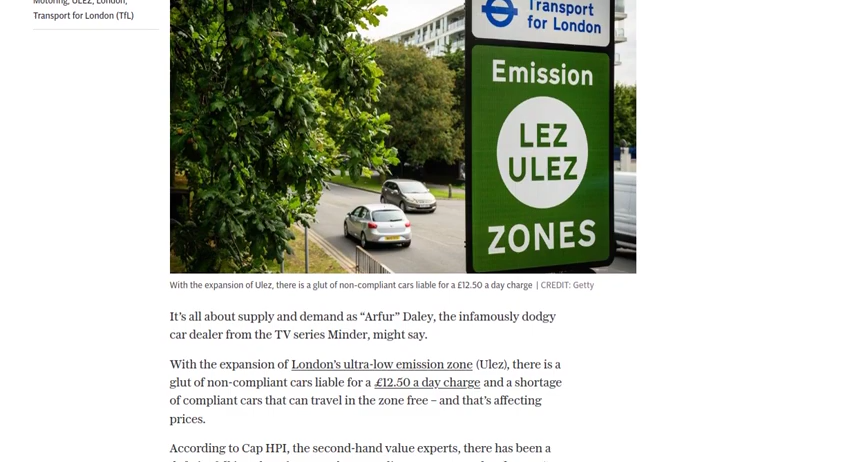 Motoring, ULEZ, London,
Transport for London (TfL)
Transport
for London
Emission
LEZ
ULEZ
ZONES
With the expansion of Ulez, there is a glut of non-compliant cars liable for a £12.50 a day charge | CREDIT: Getty
It's all about supply and demand as “Arfur” Daley, the infamously dodgy
car dealer from the TV series Minder, might say.
With the expansion of London's ultra-low emission zone (Ulez), there is a
glut of non-compliant cars liable for a £12.50 a day charge and a shortage
of compliant cars that can travel in the zone free – and that's affecting
prices.
According to Cap HPI, the second-hand value experts, there has been a